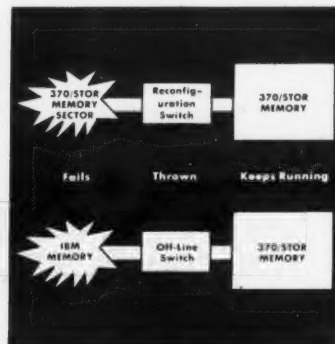 370/STOR
MEMORY
SECTOR
Reconfig-
uration
Switch
370/STOR
MEMORY
Fails
Thrown
Keeps Running
IBM
MEMORY
Off-Line
Switch
370/STOR
MEMORY